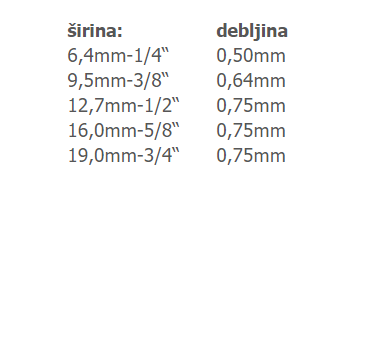 širina: debljina
6,4mm-1/4“ 0,50mm
9,5mm-3/8“ 0,64mm
12,7mm-1/2“ 0,75mm
16,0mm-5/8“ 0,75mm
19,0mm-3/4“ 0,75mm